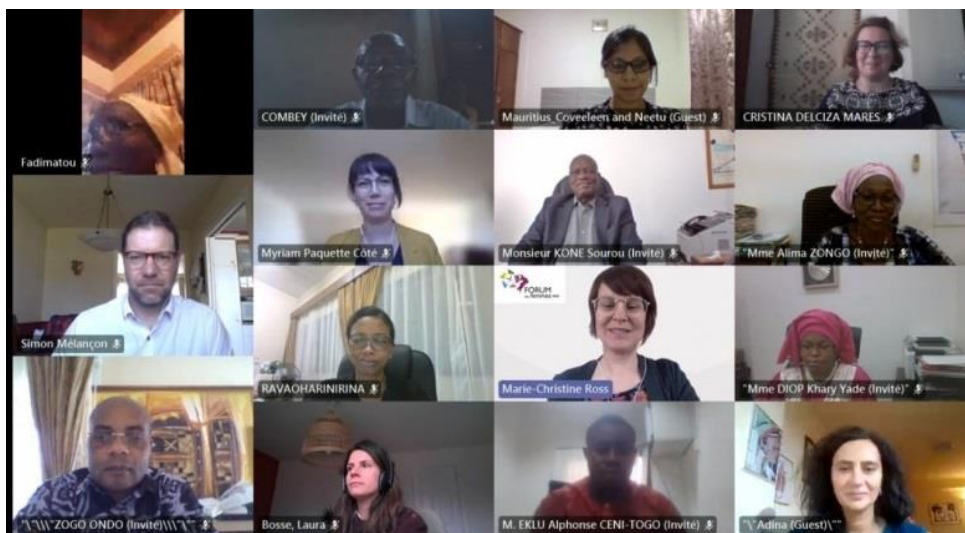 Fadimatou
COMBEY (Invité)
Mauritius_Coveeleen and Neetu (Guest)
CRISTINA DELCIZA MARES
Simon Mélançon
Myriam Paquette Côté
Monsieur KONE Sourou (Invité)
"Mme Alima ZONGO (Invité)"
RAVAOHARINIRINA
FORUM
Marie-Christine Ross
"Mme DIOP Khary Yade (Invité)"
"\"\\\"ZOGO ONDO (Invité)\\\"\""
Bosse, Laura
M. EKLU Alphonse CENI-TOGO (Invité)
"\"Adina (Guest)\""